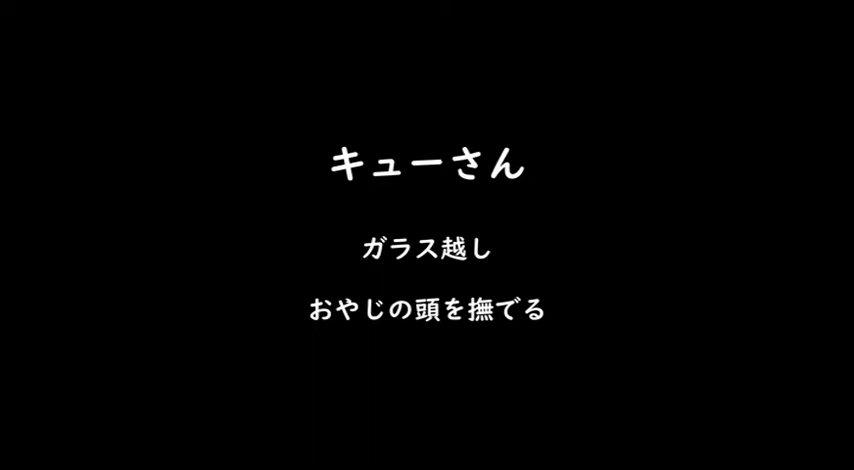 キューさん
ガラス越し
おやじの頭を撫でる